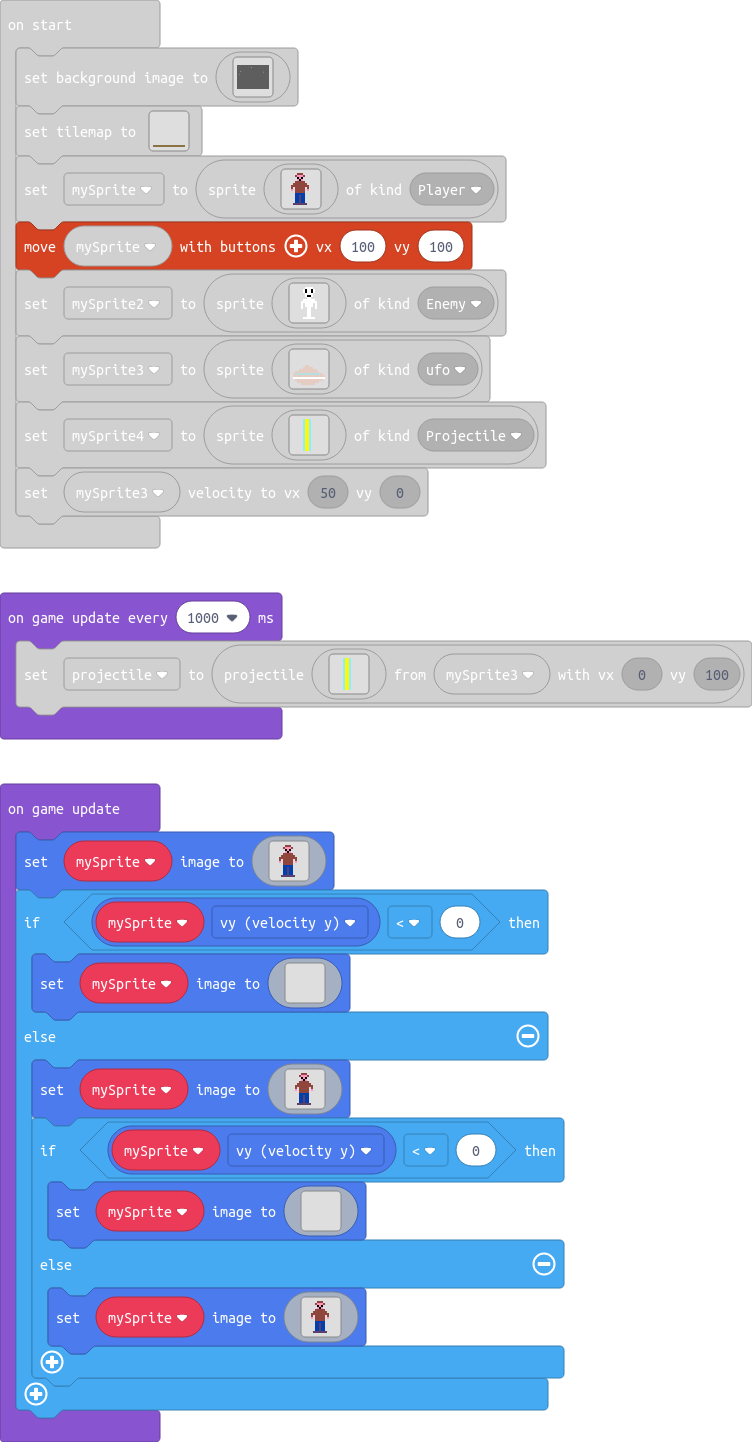 on start
set background image to
set tilemap to
set mySprite to sprite of kind Player
move mySprite with buttons vx 100 vy 100
set mySprite2 to sprite of kind Enemy
set mySprite3 to sprite of kind ufo
set mySprite4 to sprite of kind Projectile
set mySprite3 velocity to vx 50 vy 0
on game update every 1000 ms
set projectile to projectile from mySprite3 with vx 0 vy 100
on game update
set mySprite image to
if mySprite vy (velocity y) < 0 then
set mySprite image to
else
set mySprite image to
if mySprite vy (velocity y) < 0 then
set mySprite image to
else
set mySprite image to